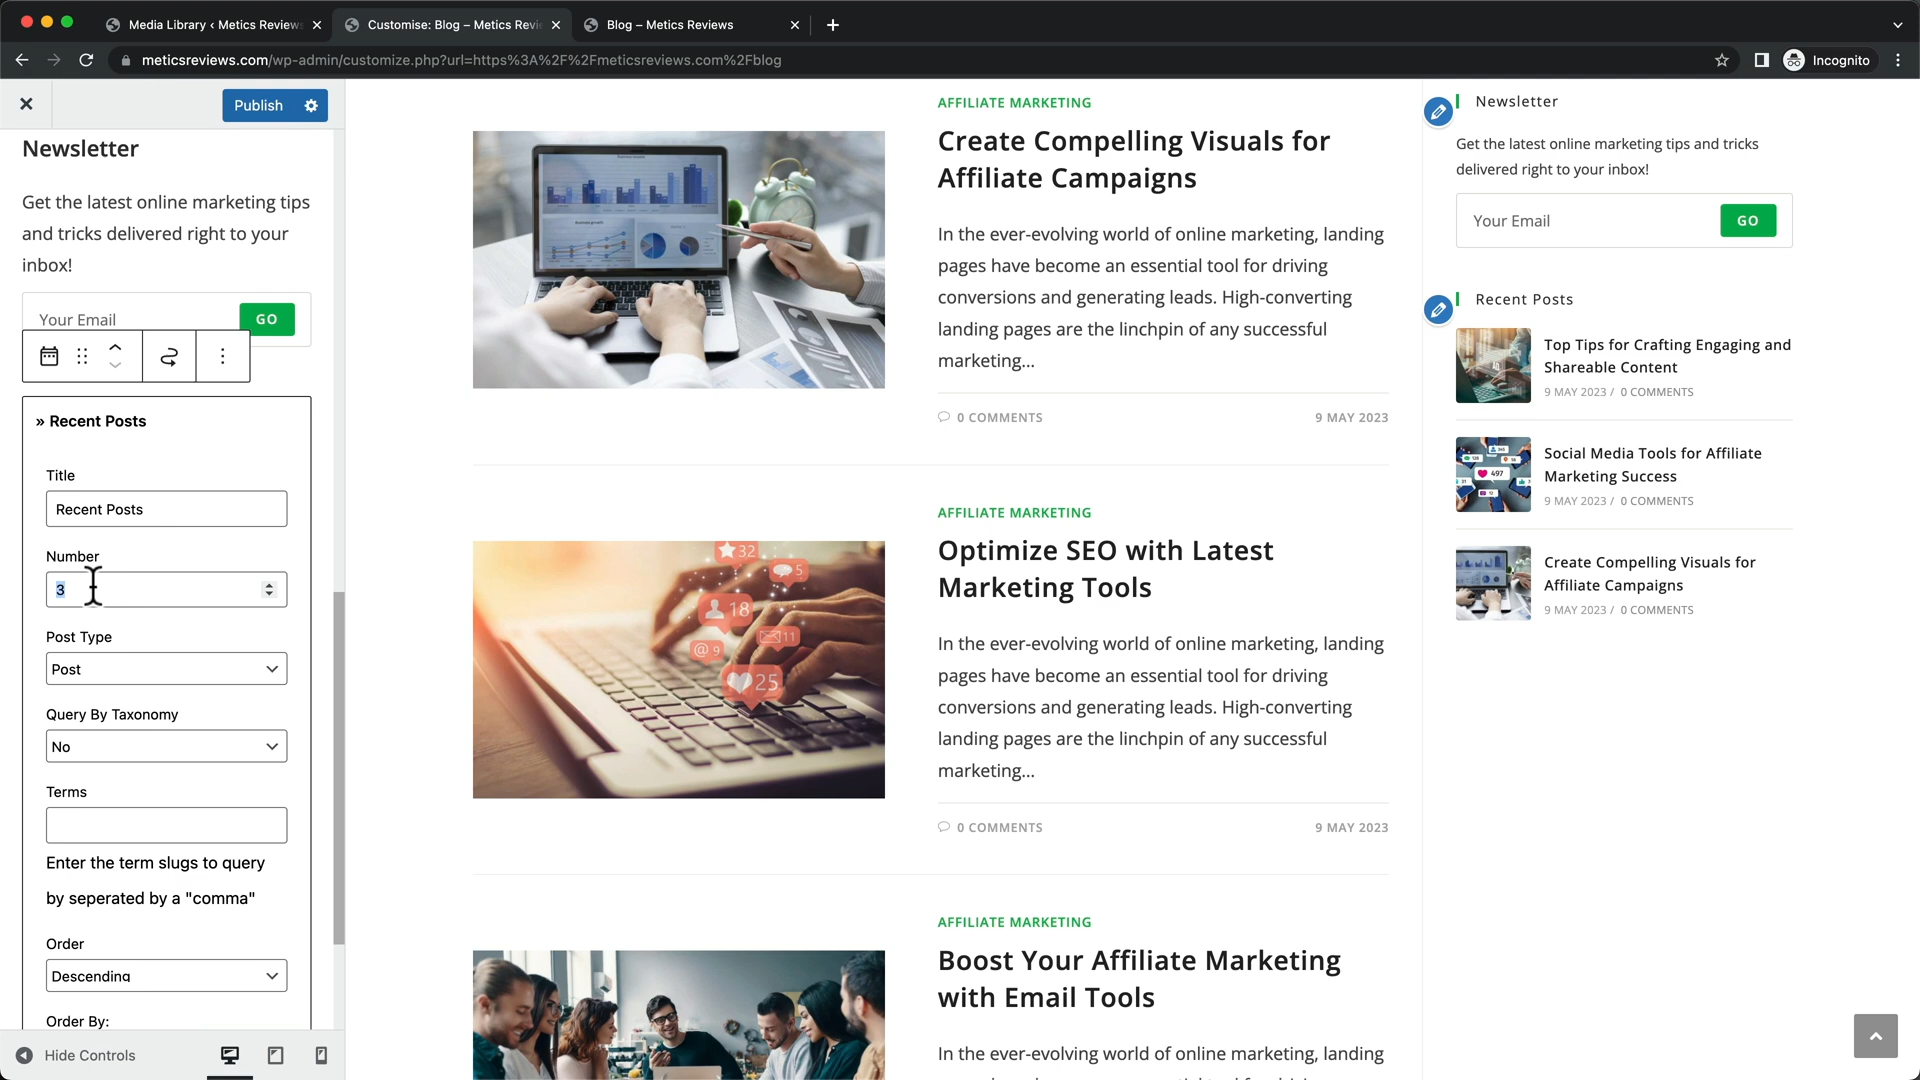 Media Library ‹ Metics Reviews
Customise: Blog – Metics Revi
Blog – Metics Reviews
meticsreviews.com/wp-admin/customize.php?url=https%3A%2F%2Fmeticsreviews.com%2Fblog
Incognito
Publish
Newsletter
Get the latest online marketing tips
and tricks delivered right to your
inbox!
Your Email
GO
» Recent Posts
Title
Recent Posts
Number
3
Post Type
Post
Query By Taxonomy
No
Terms
Enter the term slugs to query
by seperated by a "comma"
Order
Descending
Order By:
Hide Controls
AFFILIATE MARKETING
Create Compelling Visuals for
Affiliate Campaigns
In the ever-evolving world of online marketing, landing
pages have become an essential tool for driving
conversions and generating leads. High-converting
landing pages are the linchpin of any successful
marketing...
0 COMMENTS
9 MAY 2023
AFFILIATE MARKETING
Optimize SEO with Latest
Marketing Tools
In the ever-evolving world of online marketing, landing
pages have become an essential tool for driving
conversions and generating leads. High-converting
landing pages are the linchpin of any successful
marketing...
0 COMMENTS
9 MAY 2023
32
5
18
11
@ 9
25
AFFILIATE MARKETING
Boost Your Affiliate Marketing
with Email Tools
In the ever-evolving world of online marketing, landing
Newsletter
Get the latest online marketing tips and tricks
delivered right to your inbox!
Your Email
GO
Recent Posts
Top Tips for Crafting Engaging and
Shareable Content
9 MAY 2023 / 0 COMMENTS
Social Media Tools for Affiliate
Marketing Success
9 MAY 2023 / 0 COMMENTS
497
Create Compelling Visuals for
Affiliate Campaigns
9 MAY 2023 / 0 COMMENTS